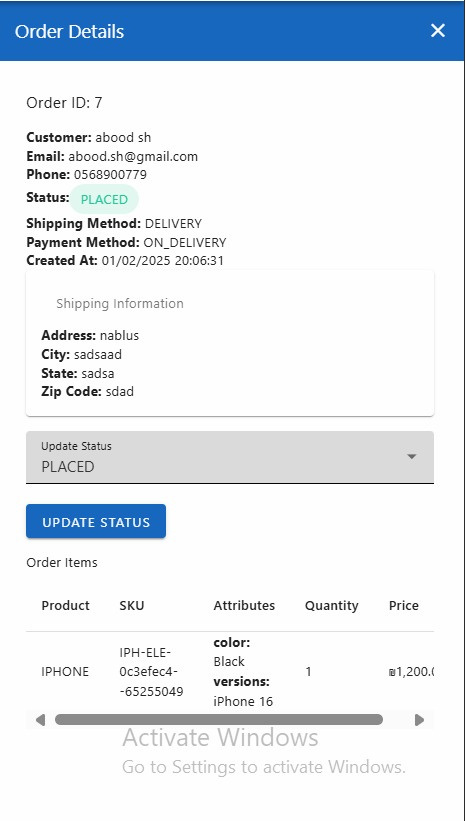 Order Details
Order ID: 7
Customer: abood sh
Email: abood.sh@gmail.com
Phone: 0568900779
Status: PLACED
Shipping Method: DELIVERY
Payment Method: ON_DELIVERY
Created At: 01/02/2025 20:06:31
Shipping Information
Address: nablus
City: sadsaad
State: sadsa
Zip Code: sdad
Update Status
PLACED
UPDATE STATUS
Order Items
Product SKU Attributes Quantity Price
IPHONE
IPH-ELE-
0c3efec4-
-65255049
color:
Black
versions:
iPhone 16
1
₪1,200.0
Activate Windows
Go to Settings to activate Windows.